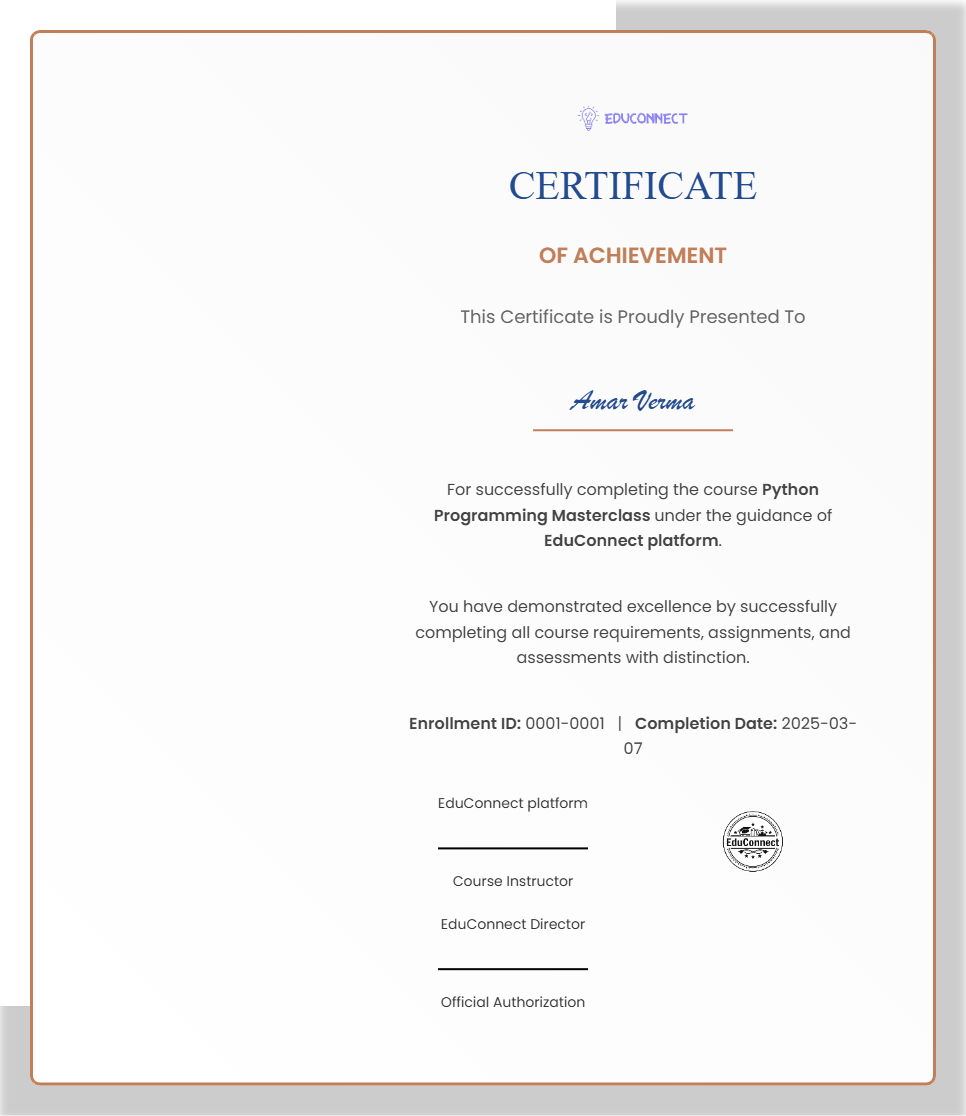 EDUCONNECT
CERTIFICATE
OF ACHIEVEMENT
This Certificate is Proudly Presented To
Amar Verma
For successfully completing the course Python
Programming Masterclass under the guidance of
EduConnect platform.
You have demonstrated excellence by successfully
completing all course requirements, assignments, and
assessments with distinction.
Enrollment ID: 0001-0001 | Completion Date: 2025-03-
07
EduConnect platform
EduConnect
Course Instructor
EduConnect Director
Official Authorization